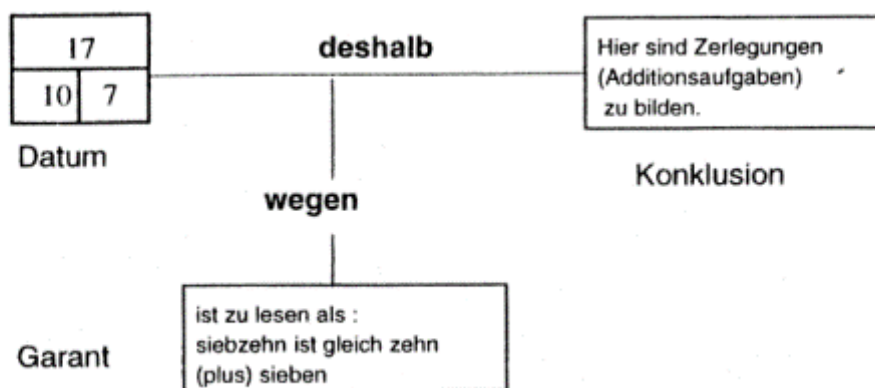 17
10 7
Datum
deshalb
Hier sind Zerlegungen
(Additionsaufgaben)
zu bilden.
Konklusion
wegen
Garant
ist zu lesen als :
siebzehn ist gleich zehn
(plus) sieben